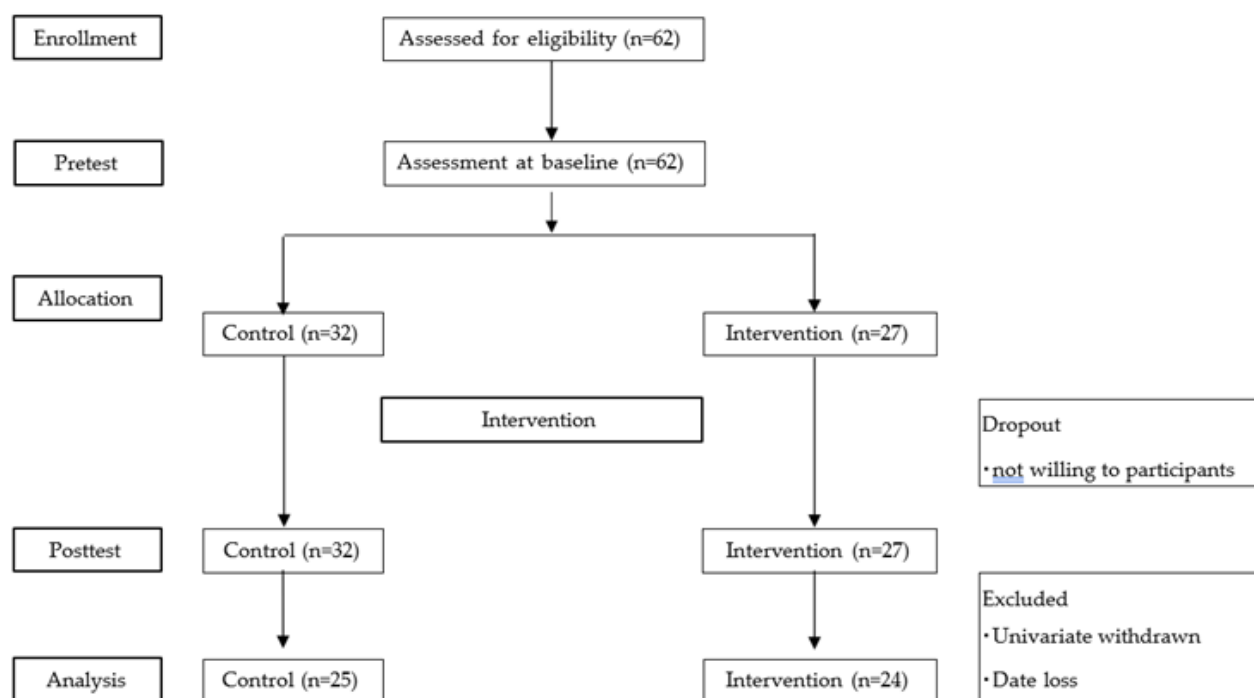 Enrollment
Assessed for eligibility (n=62)
Pretest
Assessment at baseline (n=62)
Allocation
Control (n=32)
Intervention (n=27)
Intervention
Dropout
·not willing to participants
Posttest
Control (n=32)
Intervention (n=27)
Excluded
·Univariate withdrawn
·Date loss
Analysis
Control (n=25)
Intervention (n=24)